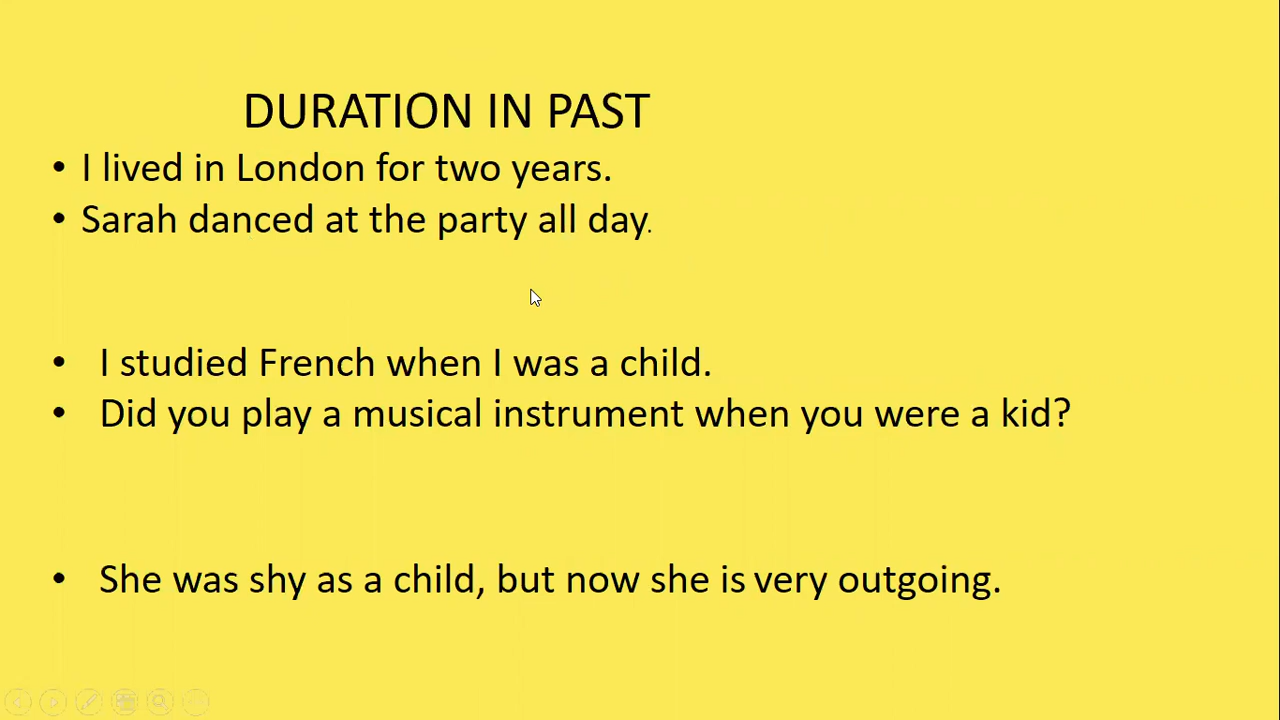 DURATION IN PAST
• I lived in London for two years.
• Sarah danced at the party all day.
• I studied French when I was a child.
• Did you play a musical instrument when you were a kid?
• She was shy as a child, but now she is very outgoing.